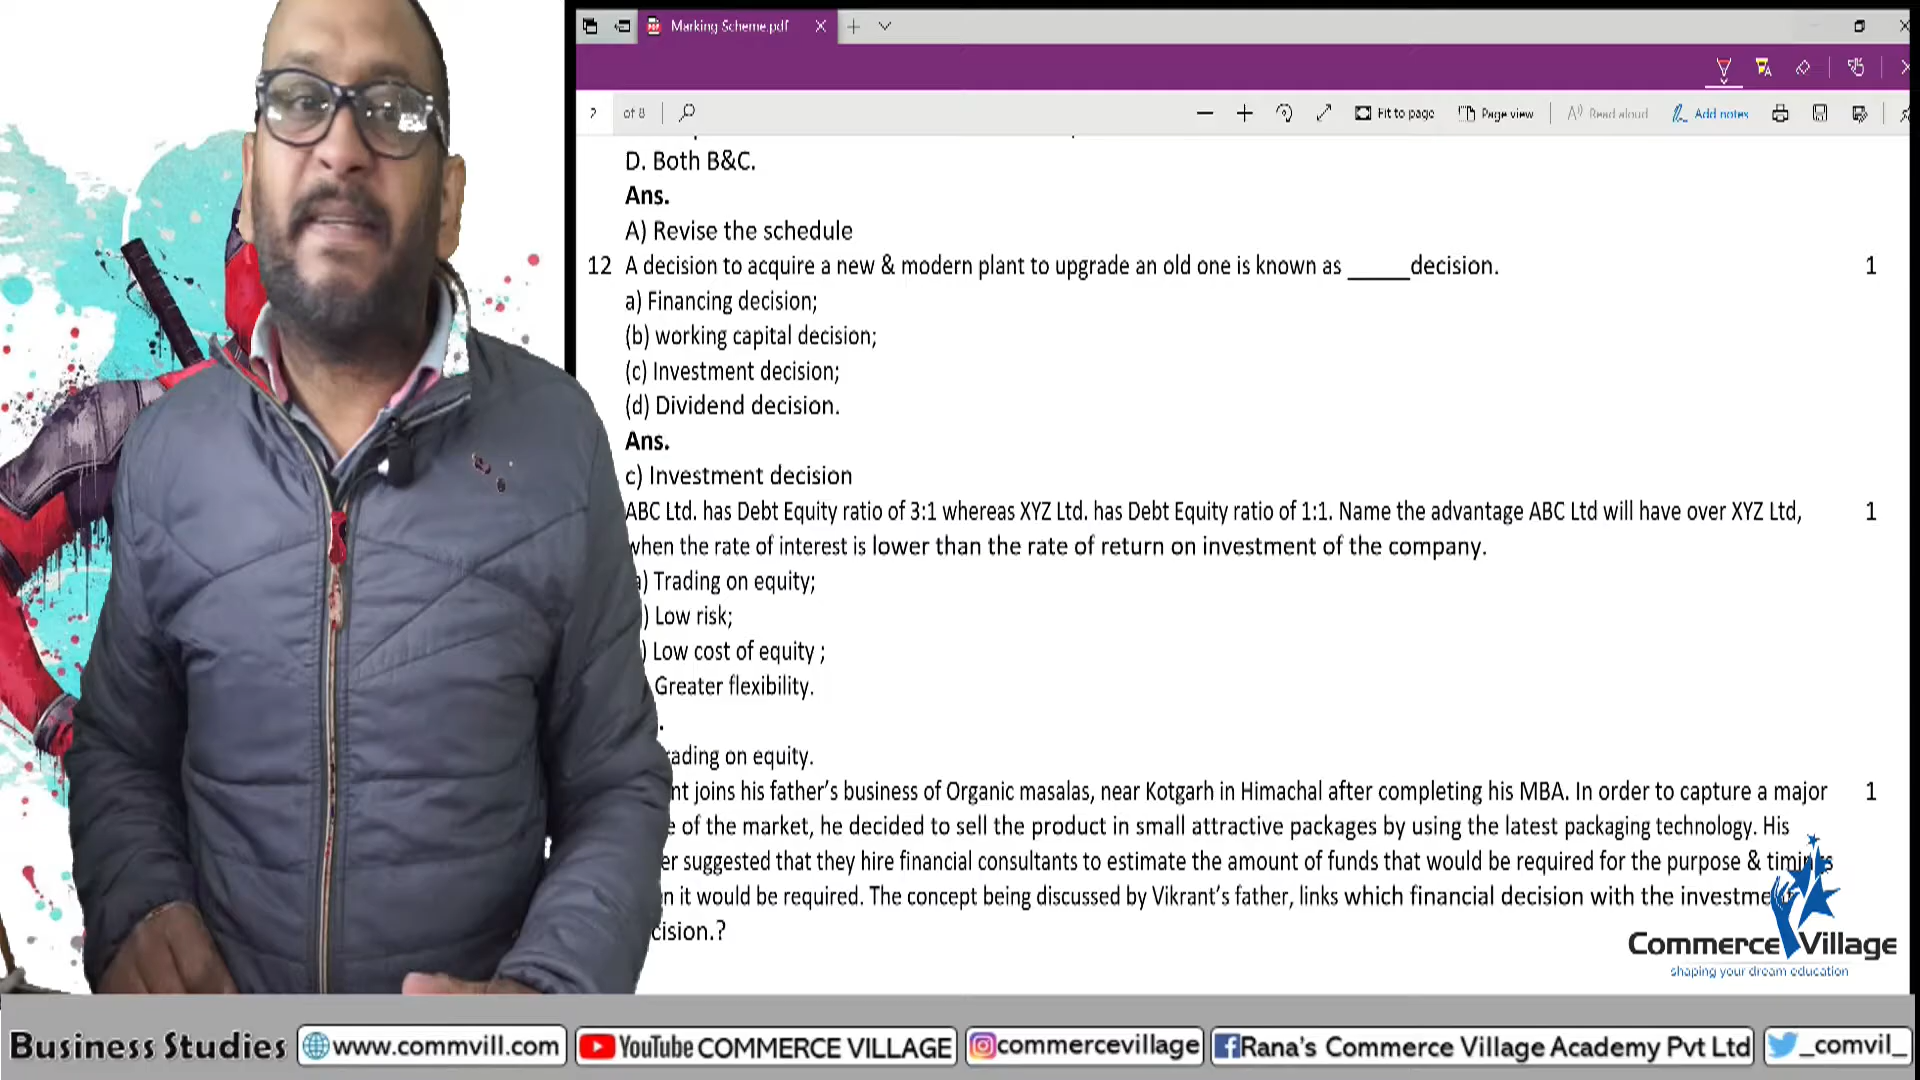 Marking Scheme.pdf
2 of 8
Fit to page
Page view
Read aloud
Add notes
D. Both B&C.
Ans.
A) Revise the schedule
12 A decision to acquire a new & modern plant to upgrade an old one is known as ______decision. 1
a) Financing decision;
(b) working capital decision;
(c) Investment decision;
(d) Dividend decision.
Ans.
c) Investment decision
ABC Ltd. has Debt Equity ratio of 3:1 whereas XYZ Ltd. has Debt Equity ratio of 1:1. Name the advantage ABC Ltd will have over XYZ Ltd, 1
when the rate of interest is lower than the rate of return on investment of the company.
) Trading on equity;
) Low risk;
) Low cost of equity ;
Greater flexibility.
.
rading on equity.
nt joins his father's business of Organic masalas, near Kotgarh in Himachal after completing his MBA. In order to capture a major 1
e of the market, he decided to sell the product in small attractive packages by using the latest packaging technology. His
er suggested that they hire financial consultants to estimate the amount of funds that would be required for the purpose &
n it would be required. The concept being discussed by Vikrant's father, links which financial decision with the
cision.?
Commerce Village
shaping your dream education
Business Studies
www.commvill.com
YouTube COMMERCE VILLAGE
commercevillage
Rana's Commerce Village Academy Pvt Ltd
_comvil_